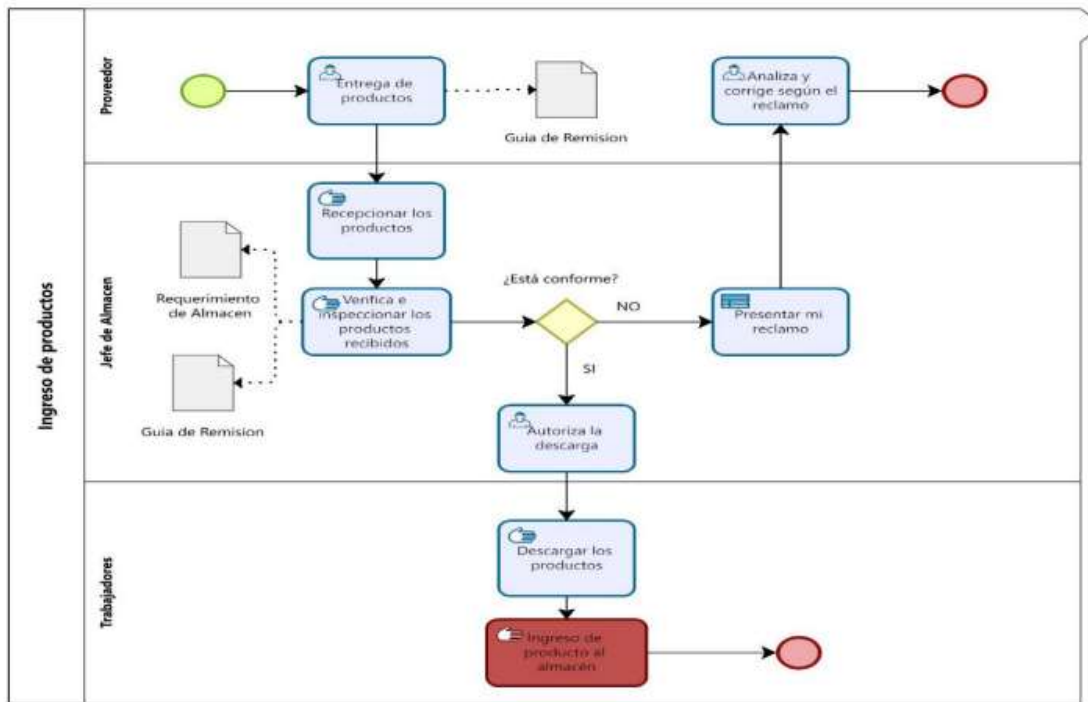 Ingreso de productos
Proveedor
Entrega de
productos
Guia de Remision
Analiza y
corrige según el
reclamo
Jefe de Almacen
Recepcionar los
productos
Requerimiento
de Almacen
Verifica e
inspeccionar los
productos
recibidos
¿Está conforme?
NO
Presentar mi
reclamo
Guia de Remision
SI
Autoriza la
descarga
Trabajadores
Descargar los
productos
Ingreso de
producto al
almacén